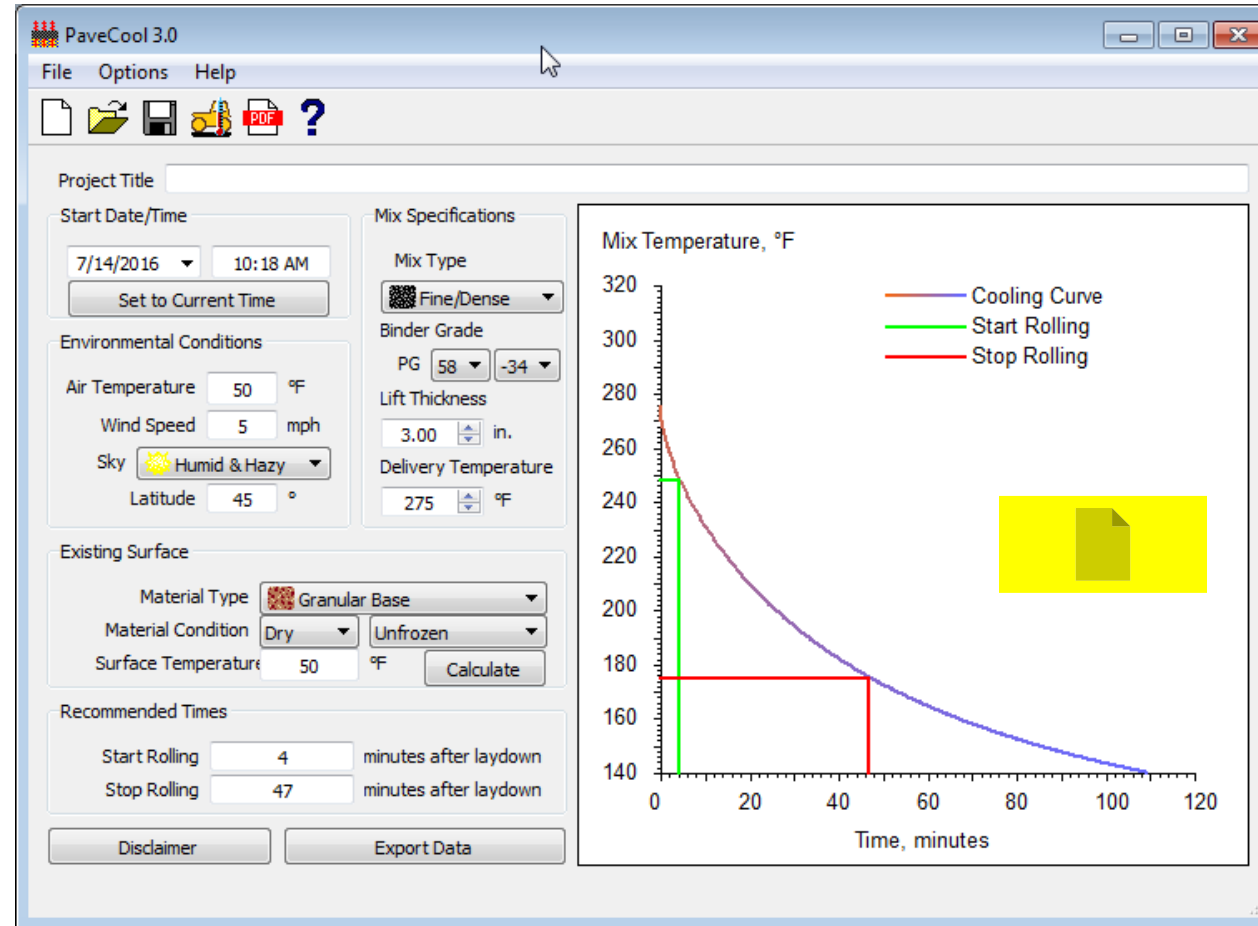 PaveCool 3.0
File Options Help
PDF ?
Project Title
Start Date/Time
7/14/2016 10:18 AM
Set to Current Time
Environmental Conditions
Air Temperature 50 ºF
Wind Speed 5 mph
Sky Humid & Hazy
Latitude 45 º
Mix Specifications
Mix Type
Fine/Dense
Binder Grade
PG 58 -34
Lift Thickness
3.00 in.
Delivery Temperature
275 ºF
Existing Surface
Material Type Granular Base
Material Condition Dry Unfrozen
Surface Temperature 50 ºF Calculate
Recommended Times
Start Rolling 4 minutes after laydown
Stop Rolling 47 minutes after laydown
Disclaimer Export Data
Mix Temperature, °F
320
300
280
260
240
220
200
180
160
140
Cooling Curve
Start Rolling
Stop Rolling
0 20 40 60 80 100 120
Time, minutes